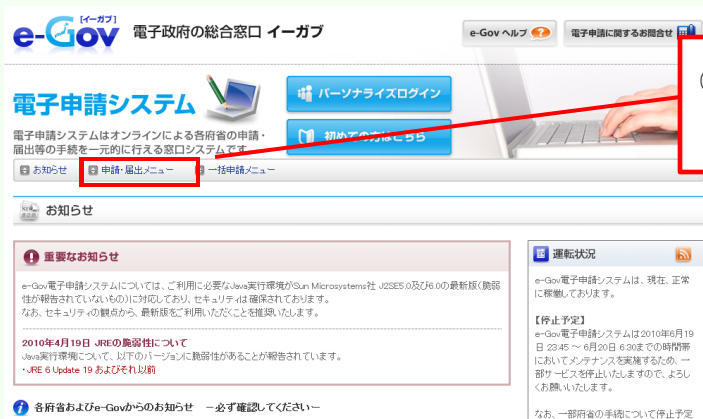 [イーガブ]
e-Gov 電子政府の総合窓口 イーガブ
e-Gov ヘルプ
電子申請に関するお問合せ
電子申請システム
電子申請システムはオンラインによる各府省の申請・
届出等の手続を一元的に行える窓口システムです
パーソナライズログイン
初めての方はこちら
お知らせ 申請・届出メニュー 一括申請メニュー
お知らせ
重要なお知らせ
e-Gov電子申請システムについては、ご利用に必要なJava実行環境がSun Microsystems社 J2SE5.0及び6.0の最新版(脆弱
性が報告されていないもの)に対応しており、セキュリティは確保されております。
なお、セキュリティの観点から、最新版をご利用いただくことを推奨いたします。
2010年4月19日 JREの脆弱性について
Java実行環境について、以下のバージョンに脆弱性があることが報告されています。
・JRE 6 Update 19 およびそれ以前
各府省およびe-Govからのお知らせ －必ず確認してください－
運転状況
e-Gov電子申請システムは、現在、正常
に稼働しております。
【停止予定】
e-Gov電子申請システムは2010年6月19
日 23:45 ～ 6月20日 6:30までの時間帯
においてメンテナンスを実施するため、一
部サービスを停止いたしますので、よろし
くお願いいたします。
なお、一部府省の手続について停止予定